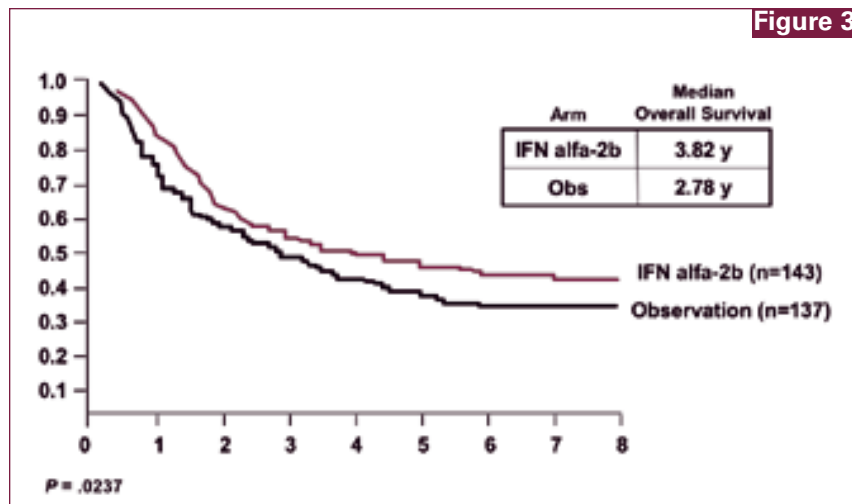 Figure 3
1.0
0.9
0.8
0.7
0.6
0.5
0.4
0.3
0.2
0.1
Median
Arm Overall Survival
IFN alfa-2b 3.82 y
Obs 2.78 y
IFN alfa-2b (n=143)
Observation (n=137)
0 1 2 3 4 5 6 7 8
P = .0237